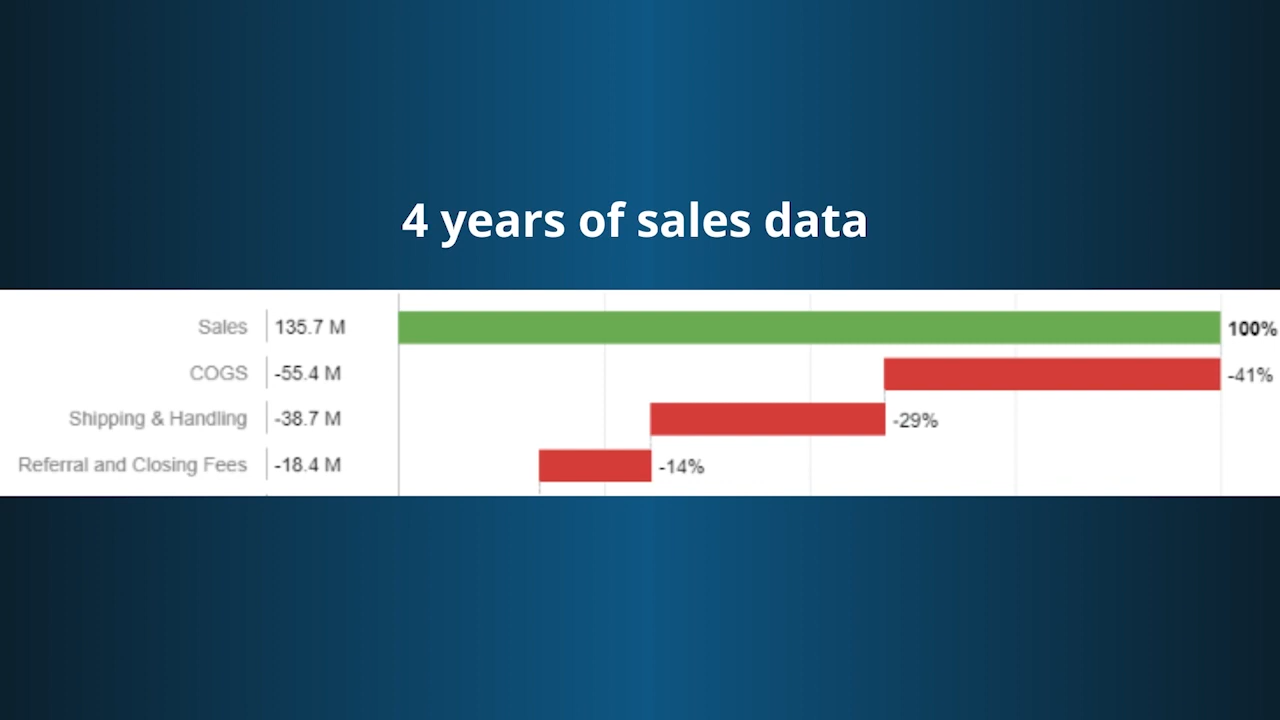 4 years of sales data
Sales 135.7 M 100%
COGS -55.4 M -41%
Shipping & Handling -38.7 M -29%
Referral and Closing Fees -18.4 M -14%